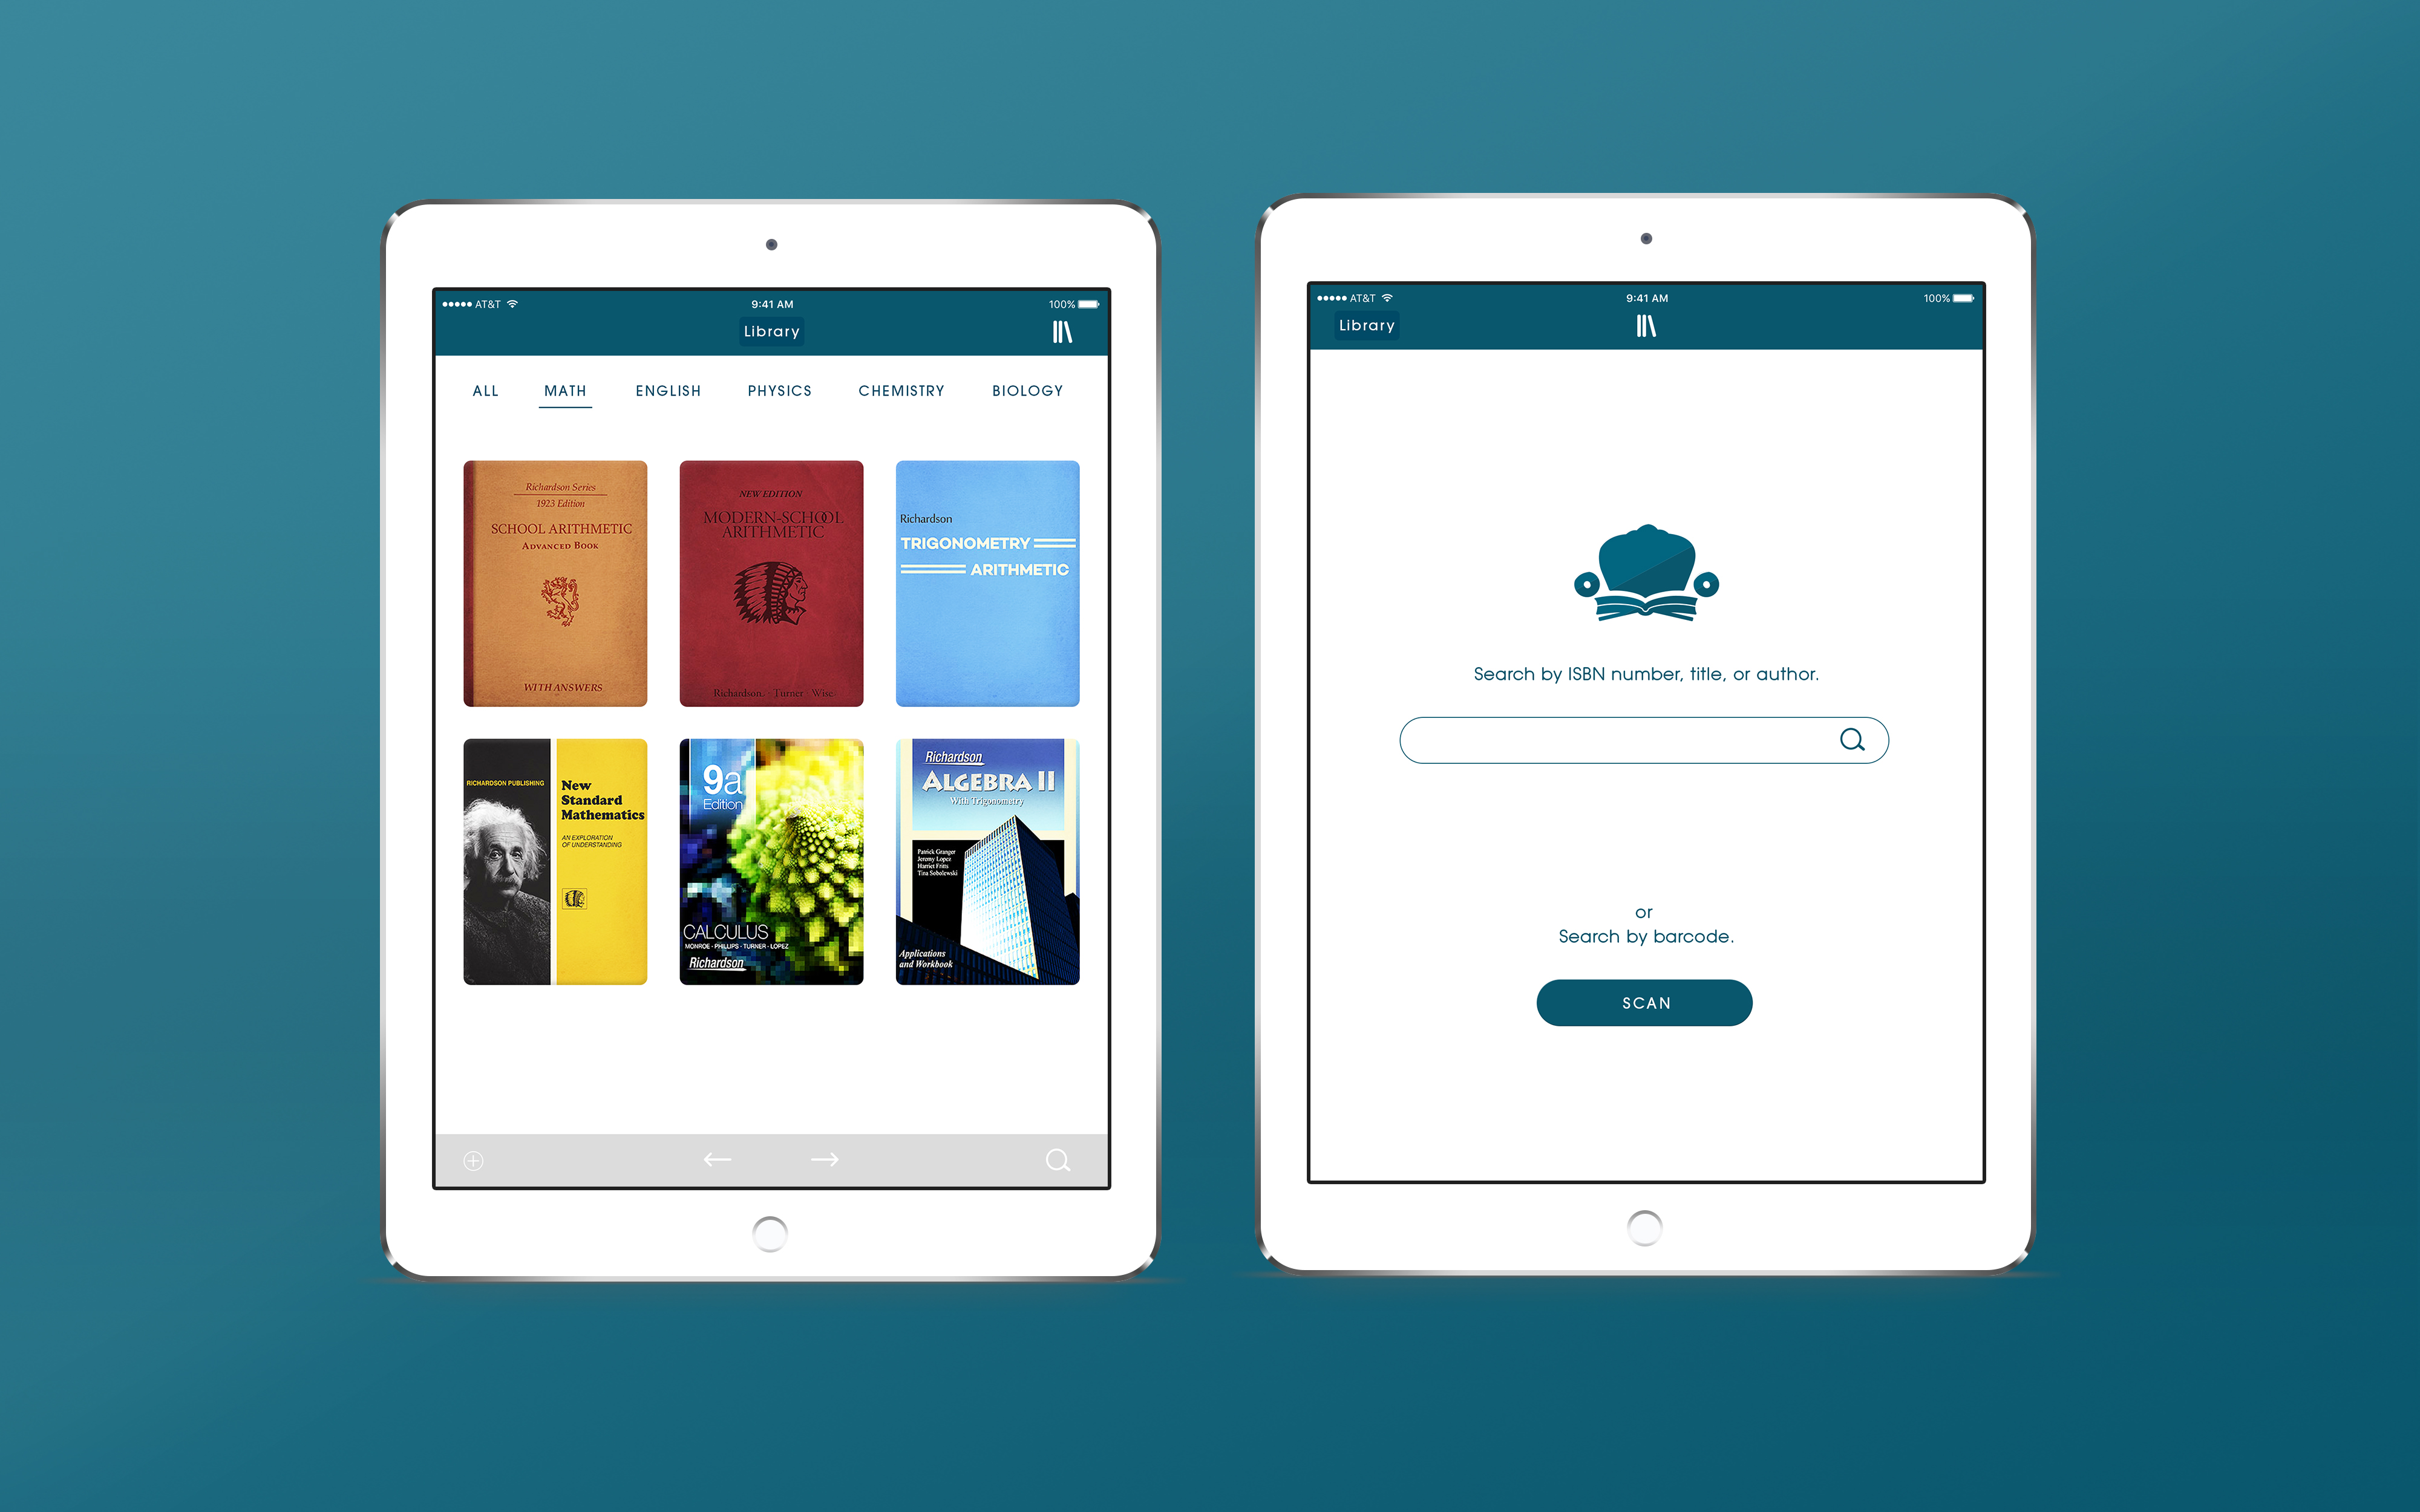 AT&T 9:41 AM 100%
Library
ALL MATH ENGLISH PHYSICS CHEMISTRY BIOLOGY
Richardson Series
1923 Edition
SCHOOL ARITHMETIC
ADVANCED BOOK
WITH ANSWERS
NEW EDITION
MODERN-SCHOOL
ARITHMETIC
Richardson · Turner · Wise
Richardson
TRIGONOMETRY
ARITHMETIC
RICHARDSON PUBLISHING
New
Standard
Mathematics
AN EXPLORATION
OF UNDERSTANDING
9a
Edition
CALCULUS
MONROE · PHILLIPS · TURNER · LOPEZ
Richardson
Richardson
ALGEBRA II
With Trigonometry
Patrick Granger
Jeremy Lopez
Harriet Fritts
Tina Sobolewski
Applications
and Workbook
AT&T 9:41 AM 100%
Library
Search by ISBN number, title, or author.
or
Search by barcode.
SCAN